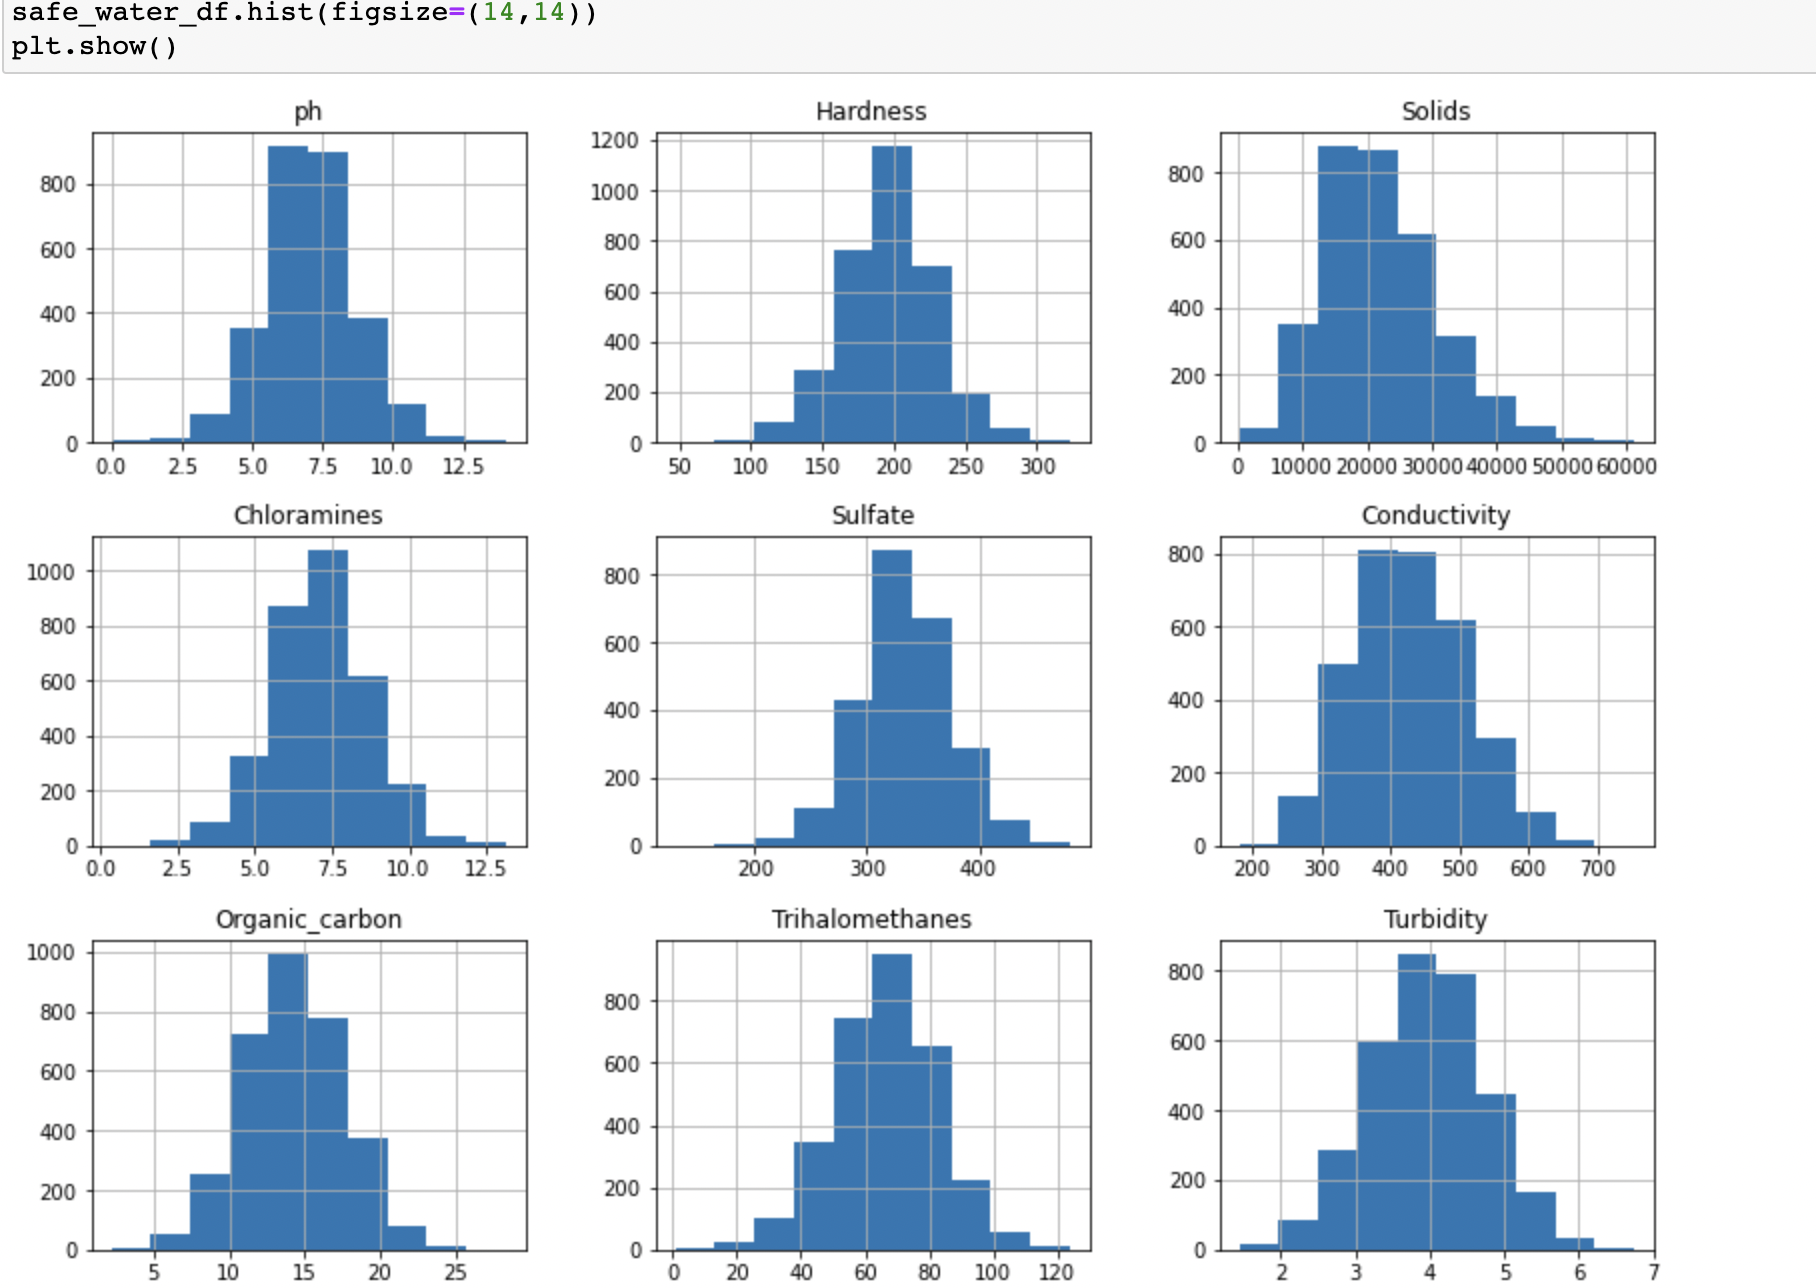 safe_water_df.hist(figsize=(14,14))
plt.show()
ph
Hardness
Solids
800
600
400
200
0
0.0 2.5 5.0 7.5 10.0 12.5
1200
1000
800
600
400
200
0
50 100 150 200 250 300
800
600
400
200
0
0 10000 20000 30000 40000 50000 60000
Chloramines
Sulfate
Conductivity
1000
800
600
400
200
0
0.0 2.5 5.0 7.5 10.0 12.5
800
600
400
200
0
200 300 400
800
600
400
200
0
200 300 400 500 600 700
Organic_carbon
Trihalomethanes
Turbidity
1000
800
600
400
200
0
5 10 15 20 25
800
600
400
200
0
0 20 40 60 80 100 120
800
600
400
200
0
2 3 4 5 6 7